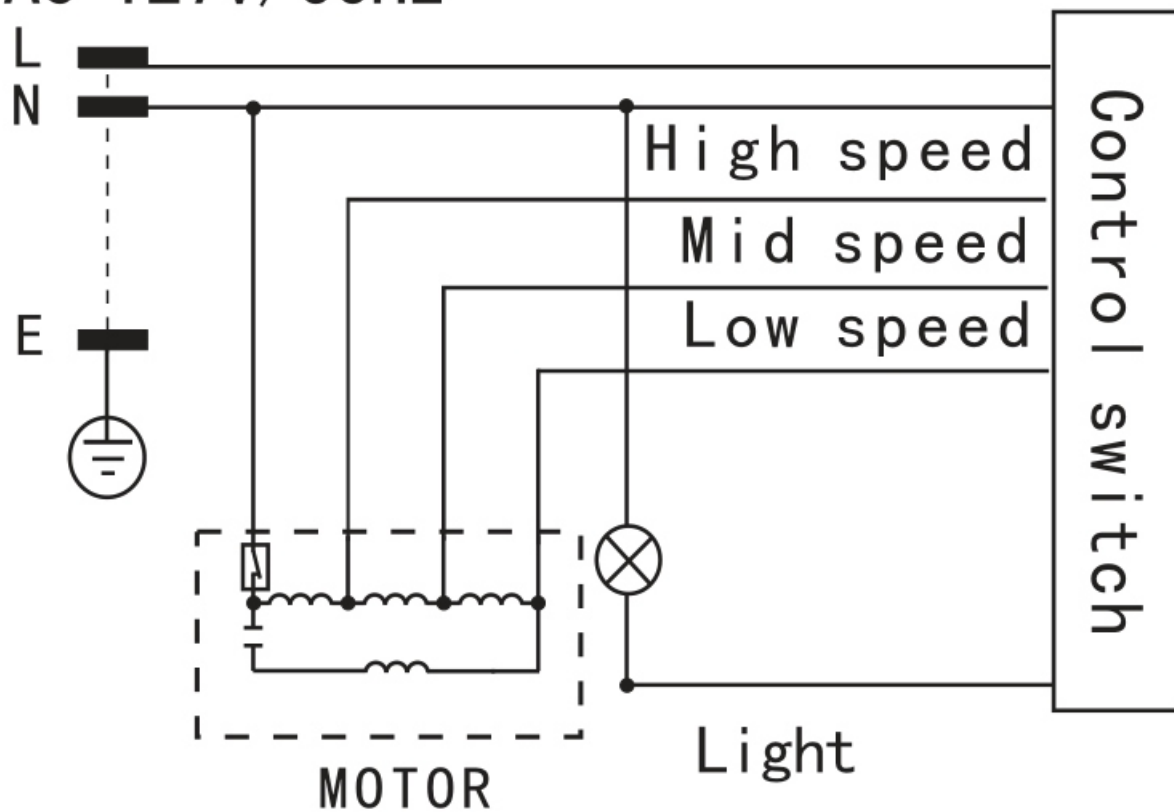 L
N
High speed
Mid speed
Low speed
E
Control switch
Light
MOTOR